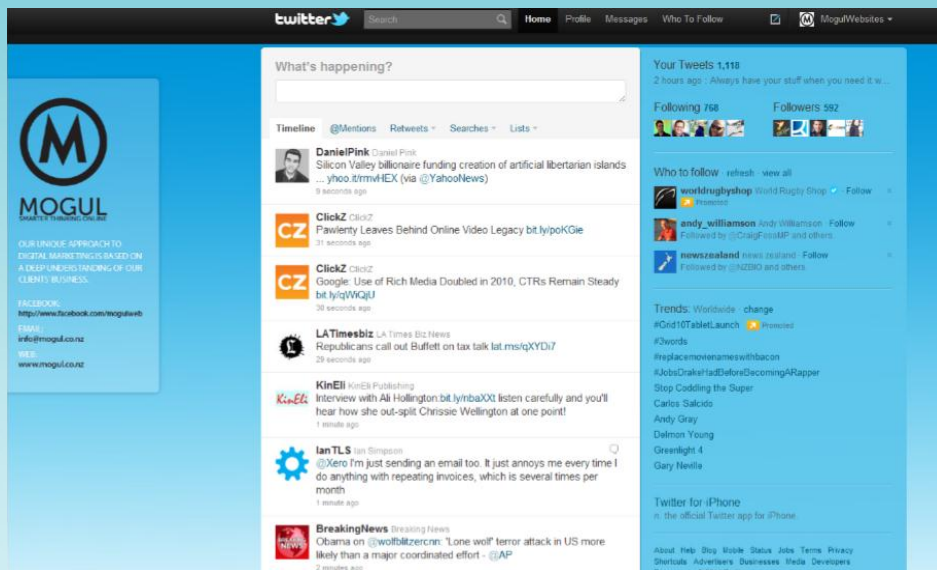 twitter Search Home Profile Messages Who To Follow MogulWebsites
M
MOGUL
SMARTER THINKING ONLINE
OUR UNIQUE APPROACH TO
DIGITAL MARKETING IS BASED ON
A DEEP UNDERSTANDING OF OUR
CLIENTS' BUSINESS.
FACEBOOK:
http://www.facebook.com/mogulweb
EMAIL:
info@mogul.co.nz
WEB:
www.mogul.co.nz
What's happening?
Timeline @Mentions Retweets Searches Lists
DanielPink Daniel Pink
Silicon Valley billionaire funding creation of artificial libertarian islands
... yhoo.it/rmvHEX (via @YahooNews)
9 seconds ago
CZ
ClickZ ClickZ
Pawlenty Leaves Behind Online Video Legacy bit.ly/poKGie
31 seconds ago
CZ
ClickZ ClickZ
Google: Use of Rich Media Doubled in 2010, CTRs Remain Steady
bit.ly/qWiQjU
30 seconds ago
LATimesbiz LA Times Biz News
Republicans call out Buffett on tax talk lat.ms/qXYDi7
29 seconds ago
KinEli
KinEli KinEli Publishing
Interview with Ali Hollington:bit.ly/nbaXXt listen carefully and you'll
hear how she out-split Chrissie Wellington at one point!
1 minute ago
IanTLS Ian Simpson
@Xero I'm just sending an email too. It just annoys me every time I
do anything with repeating invoices, which is several times per
month
1 minute ago
BREAKING
NEWS
BreakingNews Breaking News
Obama on @wolfblitzercnn: 'Lone wolf' terror attack in US more
likely than a major coordinated effort - @AP
2 minutes ago
Your Tweets 1,118
2 hours ago : Always have your stuff when you need it w...
Following 768 Followers 592
Who to follow · refresh · view all
worldrugbyshop World Rugby Shop · Follow
Promoted
andy_williamson Andy Williamson · Follow
Followed by @CraigFossMP and others
newszealand news zealand · Follow
Followed by @NZBIO and others
Trends: Worldwide · change
#Grid10TabletLaunch Promoted
#3words
#replacemovienameswithbacon
#JobsDrakeHadBeforeBecomingARapper
Stop Coddling the Super
Carlos Salcido
Andy Gray
Delmon Young
Greenlight 4
Gary Neville
Twitter for iPhone
n. the official Twitter app for iPhone.
About Help Blog Mobile Status Jobs Terms Privacy
Shortcuts Advertisers Businesses Media Developers